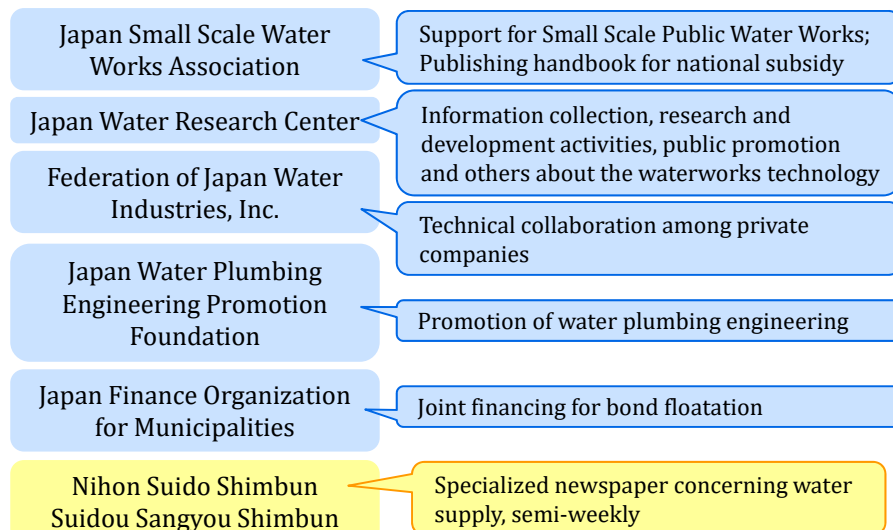 Japan Small Scale Water
Works Association
Support for Small Scale Public Water Works;
Publishing handbook for national subsidy
Japan Water Research Center
Information collection, research and
development activities, public promotion
and others about the waterworks technology
Federation of Japan Water
Industries, Inc.
Technical collaboration among private
companies
Japan Water Plumbing
Engineering Promotion
Foundation
Promotion of water plumbing engineering
Japan Finance Organization
for Municipalities
Joint financing for bond floatation
Nihon Suido Shimbun
Suidou Sangyou Shimbun
Specialized newspaper concerning water
supply, semi-weekly